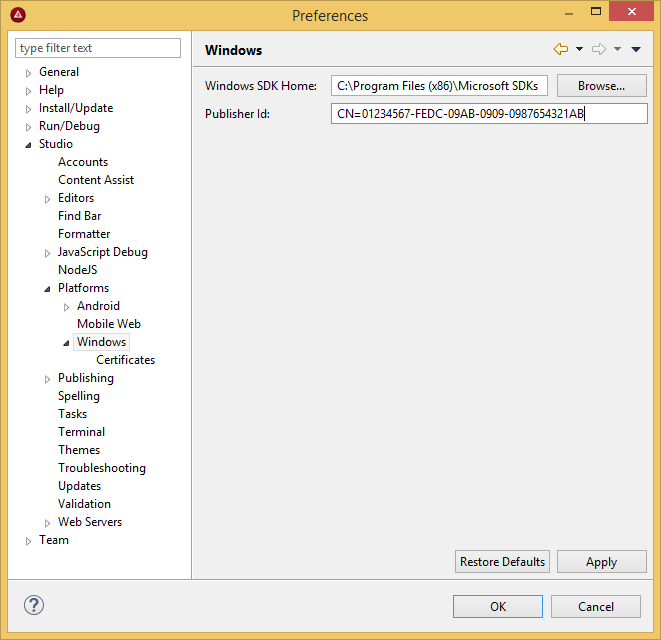 Preferences
type filter text
General
Help
Install/Update
Run/Debug
Studio
Accounts
Content Assist
Editors
Find Bar
Formatter
JavaScript Debug
NodeJS
Platforms
Android
Mobile Web
Windows
Certificates
Publishing
Spelling
Tasks
Terminal
Themes
Troubleshooting
Updates
Validation
Web Servers
Team
Windows
Windows SDK Home: C:\Program Files (x86)\Microsoft SDKs Browse...
Publisher Id: CN=01234567-FEDC-09AB-0909-0987654321AB
Restore Defaults Apply
OK Cancel